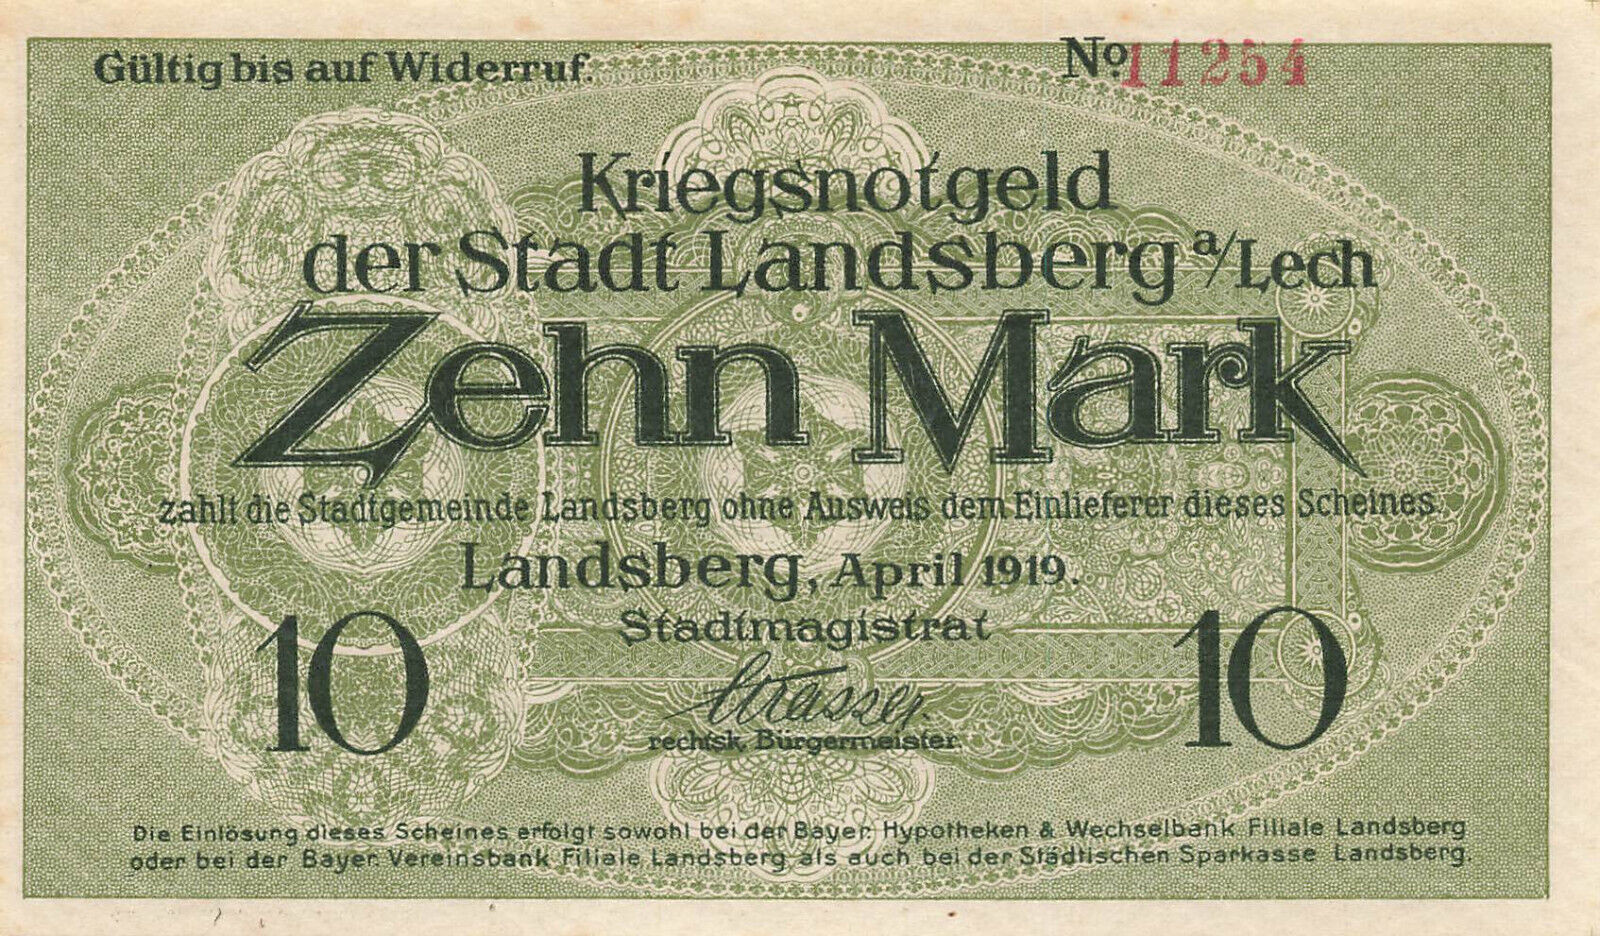 Gültig bis auf Widerruf. No. 11254
Kriegsnotgeld
der Stadt Landsberg a/Lech
Zehn Mark
zahlt die Stadtgemeinde Landsberg ohne Ausweis dem Einlieferer dieses Scheines.
Landsberg, April 1919.
Stadtmagistrat
Strasser.
rechtsk. Bürgermeister.
10 10
Die Einlösung dieses Scheines erfolgt sowohl bei der Bayer. Hypotheken & Wechselbank Filiale Landsberg
oder bei der Bayer. Vereinsbank Filiale Landsberg als auch bei der Städtischen Sparkasse Landsberg.